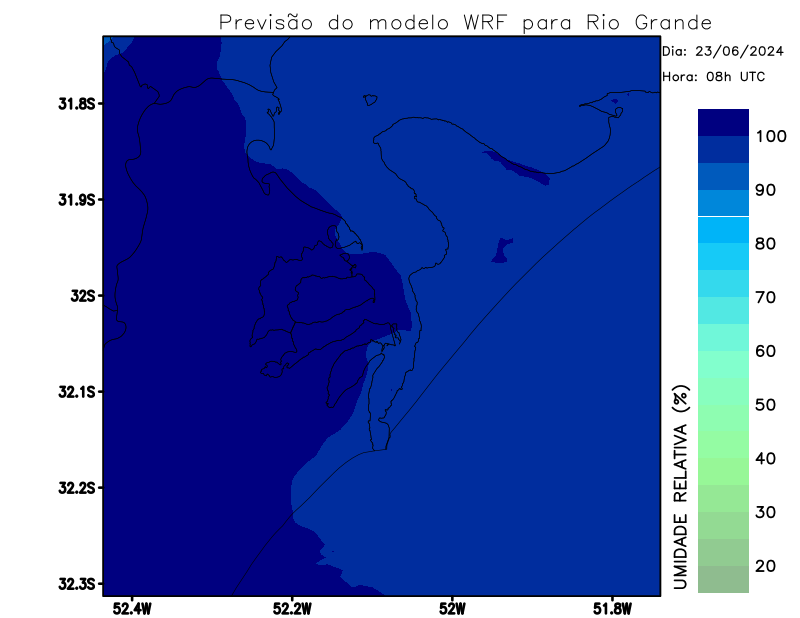 Previsão do modelo WRF para Rio Grande
Dia: 23/06/2024
Hora: 08h UTC
31.8S
31.9S
32S
32.1S
32.2S
32.3S
52.4W
52.2W
52W
51.8W
100
90
80
70
60
50
40
30
20
UMIDADE RELATIVA (%)